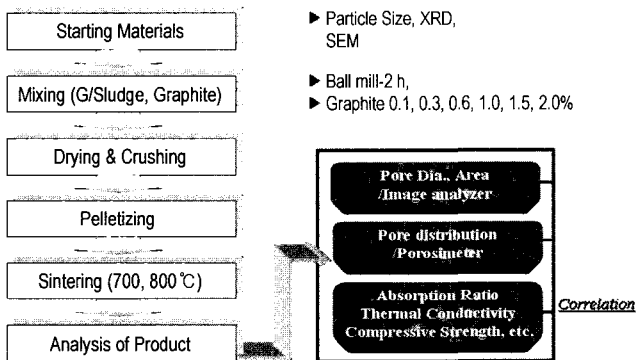 Starting Materials
▶ Particle Size, XRD,
SEM
Mixing (G/Sludge, Graphite)
▶ Ball mill-2 h,
▶ Graphite 0.1, 0.3, 0.6, 1.0, 1.5, 2.0%
Drying & Crushing
Pelletizing
Sintering (700, 800℃)
Analysis of Product
Pore Dia., Area
/Image analyzer
Pore distribution
/Porosimeter
Absorption Ratio
Thermal Conductivity
Compressive Strength, etc.
Correlation